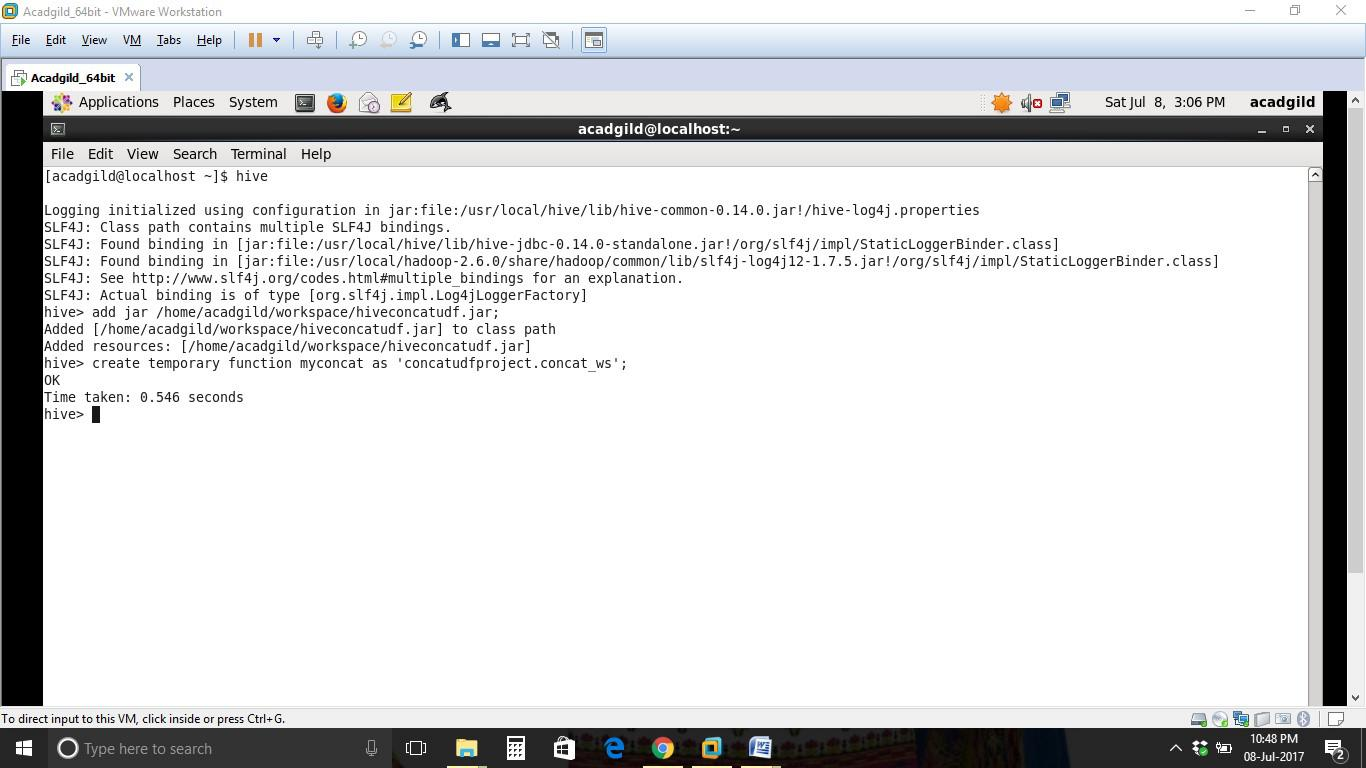 Acadgild_64bit - VMware Workstation
File Edit View VM Tabs Help
Acadgild_64bit
Applications Places System Sat Jul 8, 3:06 PM acadgild
acadgild@localhost:~
File Edit View Search Terminal Help
[acadgild@localhost ~]$ hive
Logging initialized using configuration in jar:file:/usr/local/hive/lib/hive-common-0.14.0.jar!/hive-log4j.properties
SLF4J: Class path contains multiple SLF4J bindings.
SLF4J: Found binding in [jar:file:/usr/local/hive/lib/hive-jdbc-0.14.0-standalone.jar!/org/slf4j/impl/StaticLoggerBinder.class]
SLF4J: Found binding in [jar:file:/usr/local/hadoop-2.6.0/share/hadoop/common/lib/slf4j-log4j12-1.7.5.jar!/org/slf4j/impl/StaticLoggerBinder.class]
SLF4J: See http://www.slf4j.org/codes.html#multiple_bindings for an explanation.
SLF4J: Actual binding is of type [org.slf4j.impl.Log4jLoggerFactory]
hive> add jar /home/acadgild/workspace/hiveconcatudf.jar;
Added [/home/acadgild/workspace/hiveconcatudf.jar] to class path
Added resources: [/home/acadgild/workspace/hiveconcatudf.jar]
hive> create temporary function myconcat as 'concatudfproject.concat_ws';
OK
Time taken: 0.546 seconds
hive>
To direct input to this VM, click inside or press Ctrl+G.
Type here to search
10:48 PM
08-Jul-2017
2